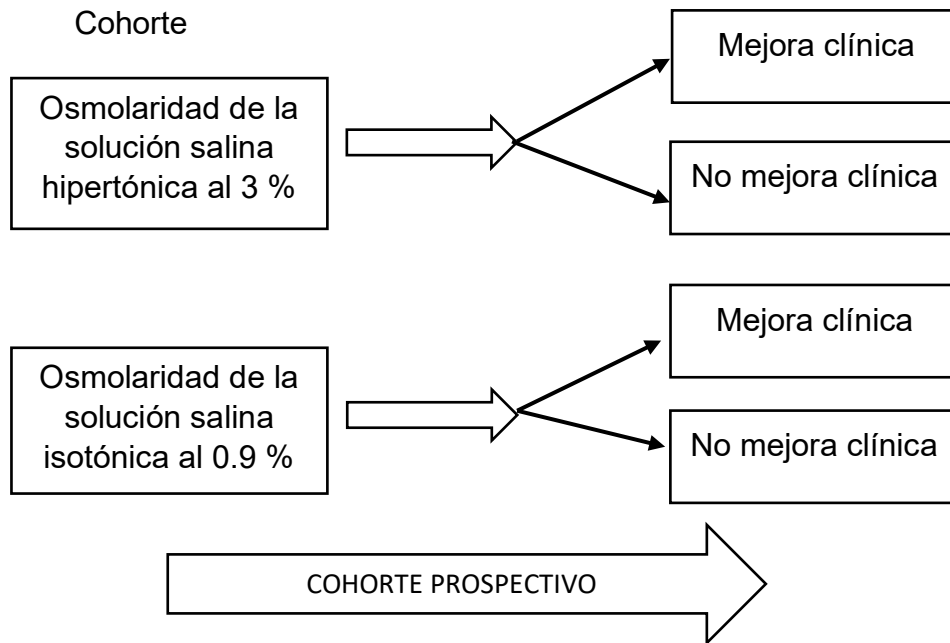 Cohorte
Osmolaridad de la
solución salina
hipertónica al 3 %
Mejora clínica
No mejora clínica
Osmolaridad de la
solución salina
isotónica al 0.9 %
Mejora clínica
No mejora clínica
COHORTE PROSPECTIVO